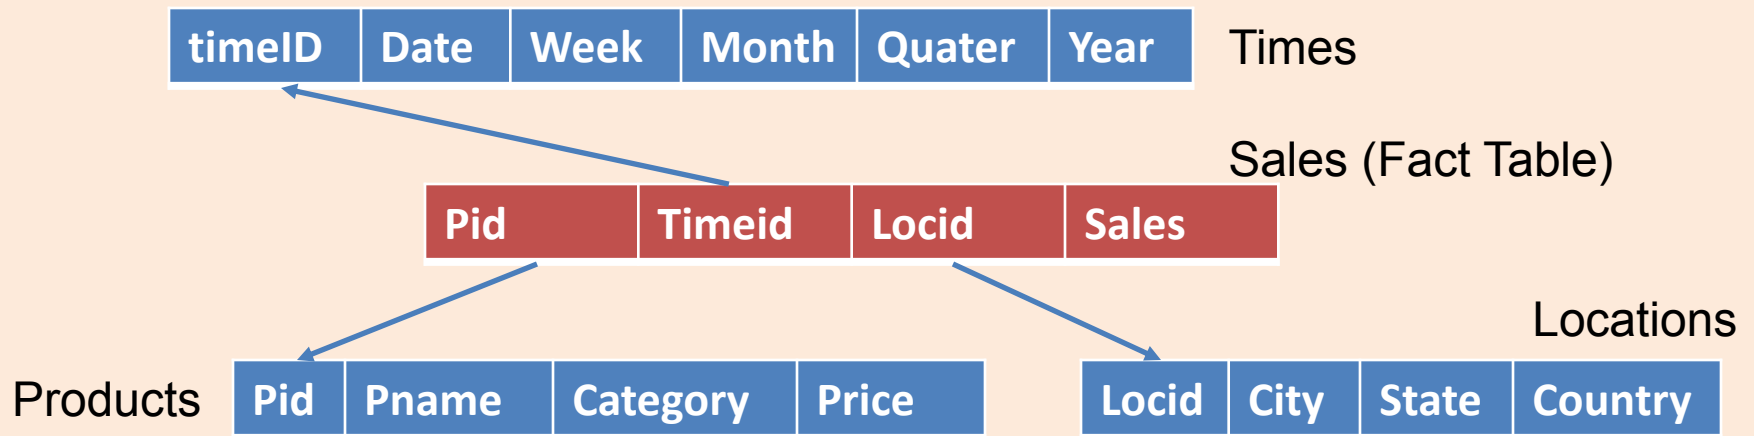 timeID Date Week Month Quater Year Times
Sales (Fact Table)
Pid Timeid Locid Sales
Locations
Products Pid Pname Category Price Locid City State Country